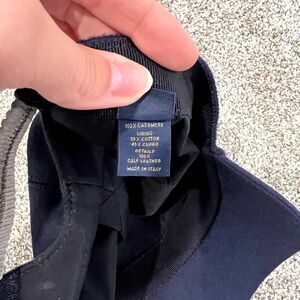 100% CASHMERE
LINING
55% COTTON
45% CUPRO
DETAILS
100%
CALF LEATHER
MADE IN ITALY